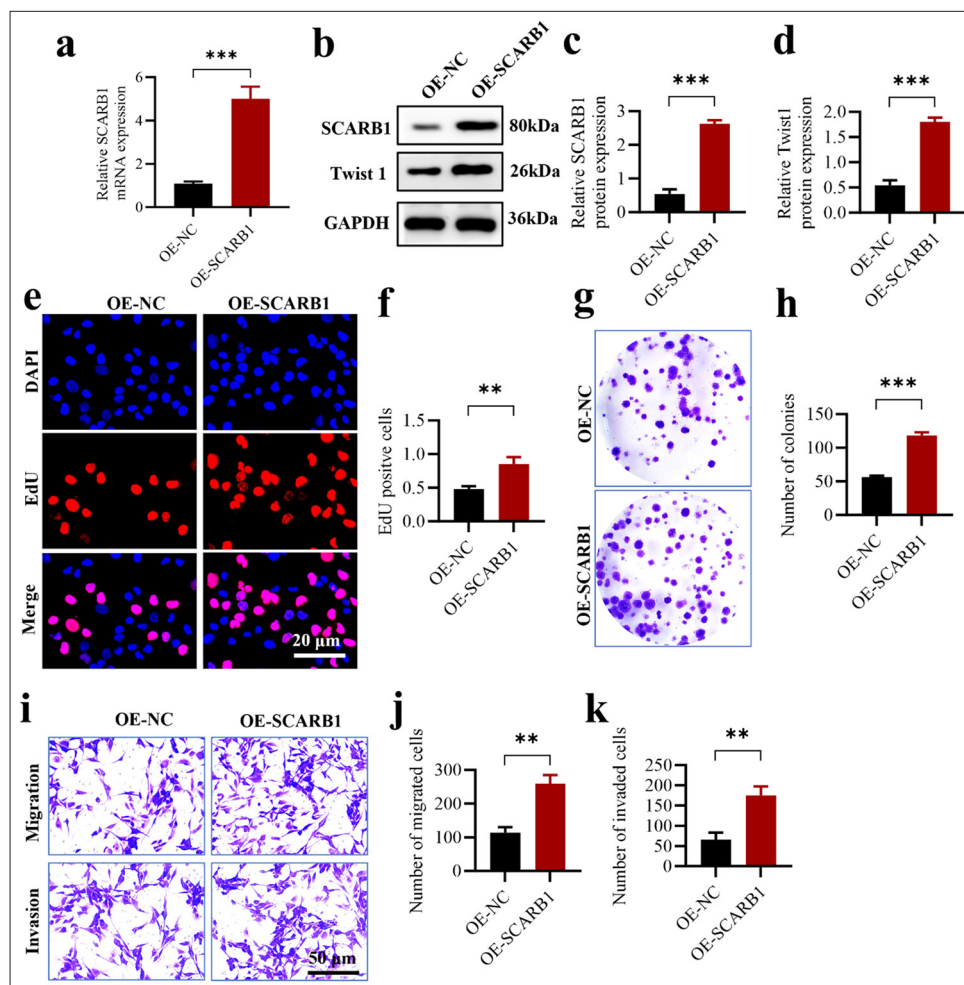 a
***
Relative SCARB1
mRNA expression
6
4
2
0
OE-NC
OE-SCARB1
b
OE-NC
OE-SCARB1
SCARB1
80kDa
Twist 1
26kDa
GAPDH
36kDa
c
***
Relative SCARB1
protein expression
3
2
1
0
OE-NC
OE-SCARB1
d
***
Relative Twist1
protein expression
2.0
1.5
1.0
0.5
0.0
OE-NC
OE-SCARB1
e
OE-NC
OE-SCARB1
DAPI
EdU
Merge
20 μm
f
**
EdU positve cells
1.5
1.0
0.5
0.0
OE-NC
OE-SCARB1
g
OE-NC
OE-SCARB1
h
***
Number of colonies
150
100
50
0
OE-NC
OE-SCARB1
i
OE-NC
OE-SCARB1
Migration
Invasion
50 μm
j
**
Number of migrated cells
300
200
100
0
OE-NC
OE-SCARB1
k
**
Number of invaded cells
250
200
150
100
50
0
OE-NC
OE-SCARB1